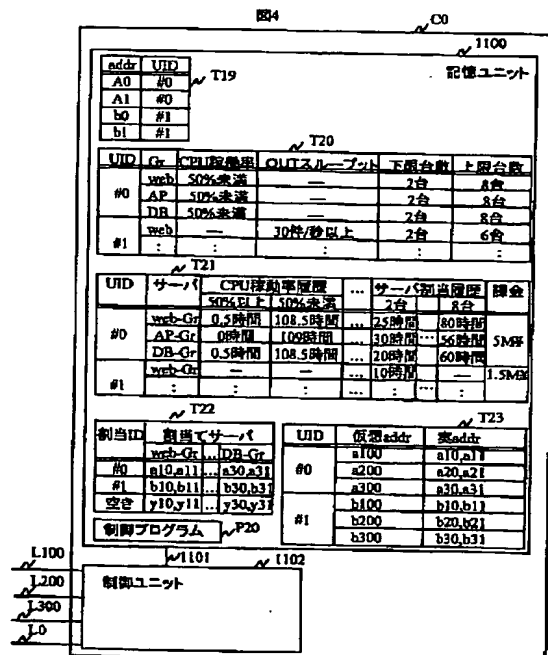 図4
C0
1100
記憶ユニット
addr UID
A0 #0
A1 #0
b0 #1
b1 #1
T19
T20
UID Gr CPU稼働率 OUTスループット 下限台数 上限台数
#0 web 50%未満 — 2台 8台
AP 50%未満 — 2台 8台
DB 50%未満 — 2台 8台
#1 web — 30件/秒以上 2台 6台
: : : : :
T21
UID サーバ CPU稼動率履歴 … サーバ割当履歴 課金
50%以上 50%未満 2台 8台
#0 web-Gr 0.5時間 108.5時間 … 25時間 … 80時間 5M¥
AP-Gr 0時間 109時間 … 30時間 … 56時間
DB-Gr 0.5時間 108.5時間 … 20時間 60時間
#1 web-Gr — — … 10時間 — 1.5M¥
: : : … : … :
T22
割当ID 割当てサーバ
web-Gr … DB-Gr
#0 a10,a11 … a30,a31
#1 b10,b11 … b30,b31
空き y10,y11 … y30,y31
制御プログラム P20
T23
UID 仮想addr 実addr
#0 a100 a10,a11
a200 a20,a21
a300 a30,a31
#1 b100 b10,b11
b200 b20,b21
b300 b30,b31
1101
1102
L100
L200
L300
L0
制御ユニット